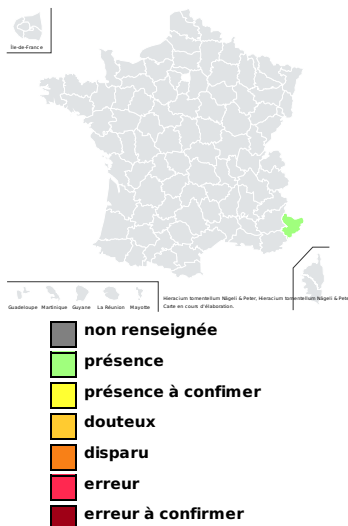 Île-de-France
Guadeloupe Martinique Guyane La Réunion Mayotte
Hieracium tomentellum Nägeli & Peter, Hieracium tomentellum Nägeli & Pete
Carte en cours d'élaboration.
non renseignée
présence
présence à confimer
douteux
disparu
erreur
erreur à confirmer